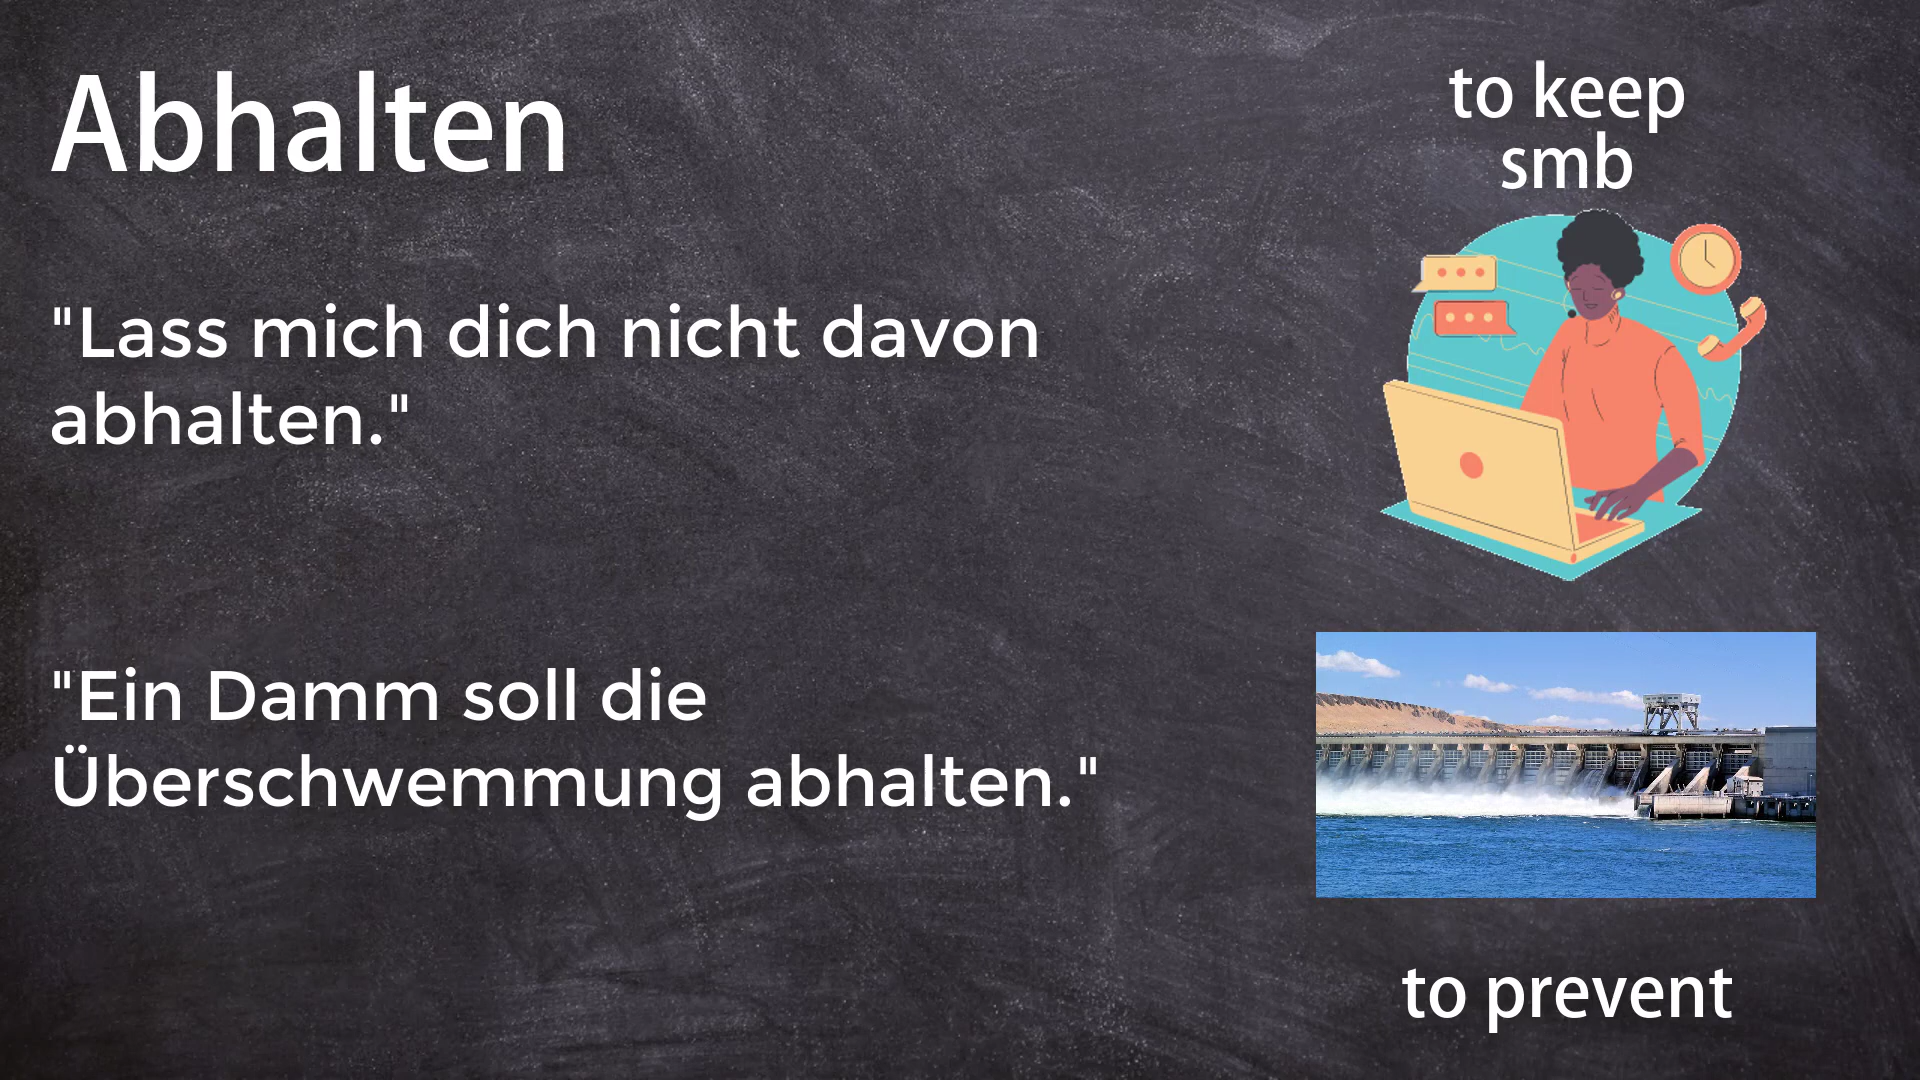 Abhalten
to keep
smb
"Lass mich dich nicht davon
abhalten."
"Ein Damm soll die
Überschwemmung abhalten."
to prevent